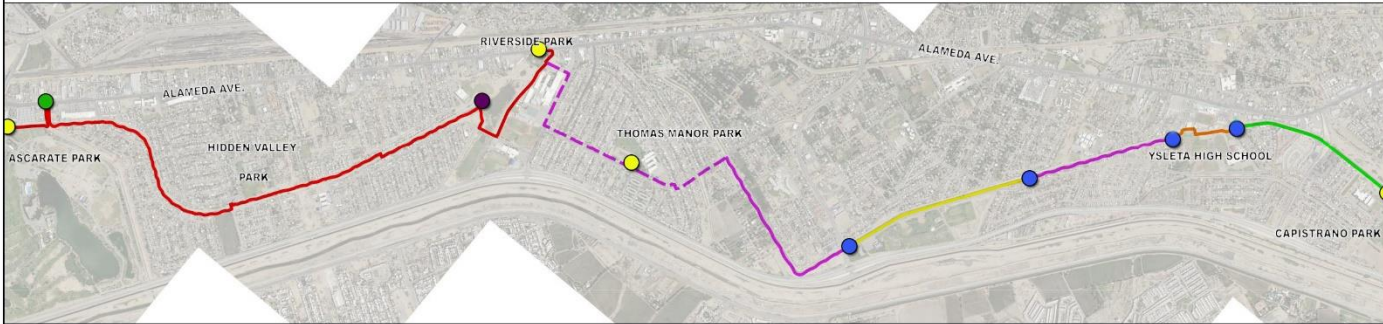 RIVERSIDE PARK
ALAMEDA AVE.
ALAMEDA AVE.
THOMAS MANOR PARK
HIDDEN VALLEY
PARK
ASCARATE PARK
YSLETA HIGH SCHOOL
CAPISTRANO PARK